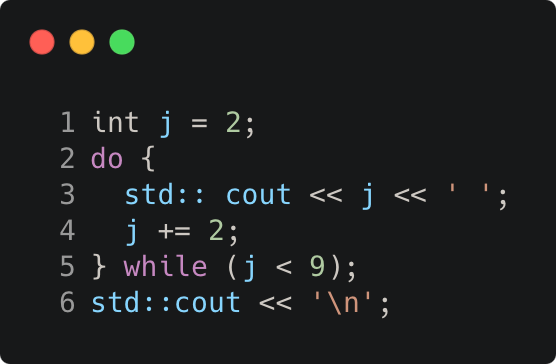 1 int j = 2;
2 do {
3   std:: cout << j << ' ';
4   j += 2;
5 } while (j < 9);
6 std::cout << '\n';